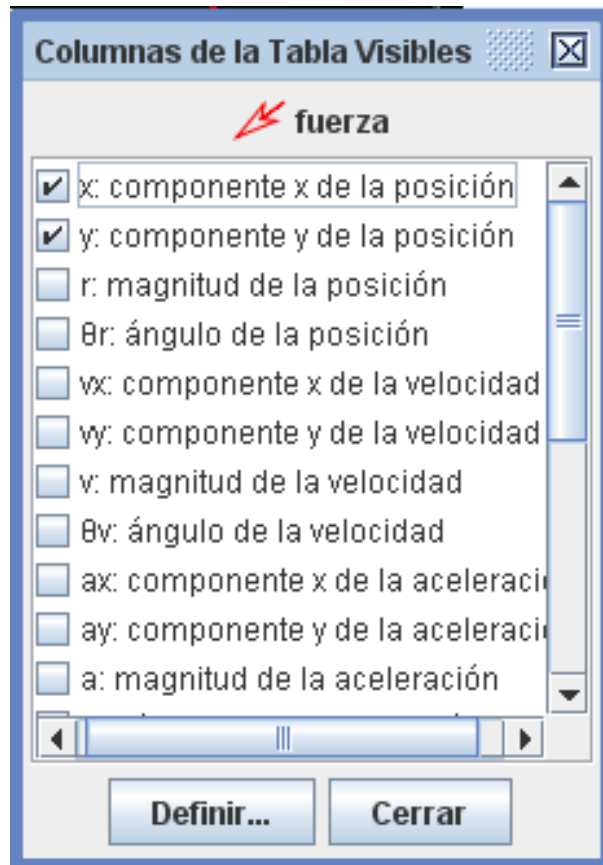 Columnas de la Tabla Visibles
fuerza
x: componente x de la posición
y: componente y de la posición
r: magnitud de la posición
θr: ángulo de la posición
vx: componente x de la velocidad
vy: componente y de la velocidad
v: magnitud de la velocidad
θv: ángulo de la velocidad
ax: componente x de la aceleraci
ay: componente y de la aceleraci
a: magnitud de la aceleración
Definir...
Cerrar